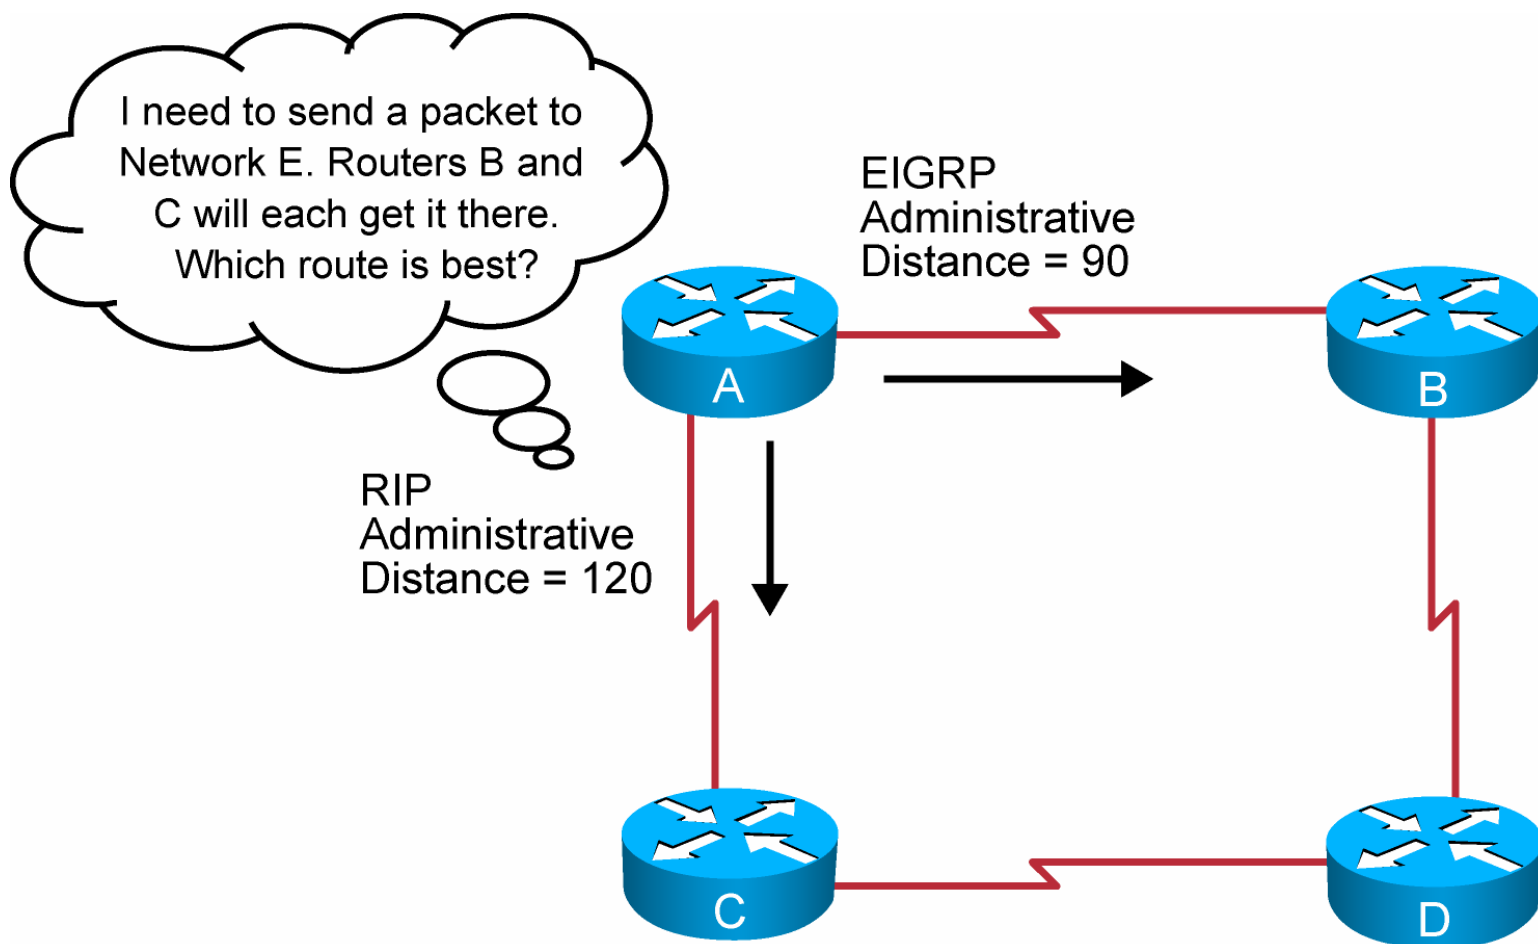 I need to send a packet to
Network E. Routers B and
C will each get it there.
Which route is best?
EIGRP
Administrative
Distance = 90
A
B
RIP
Administrative
Distance = 120
C
D